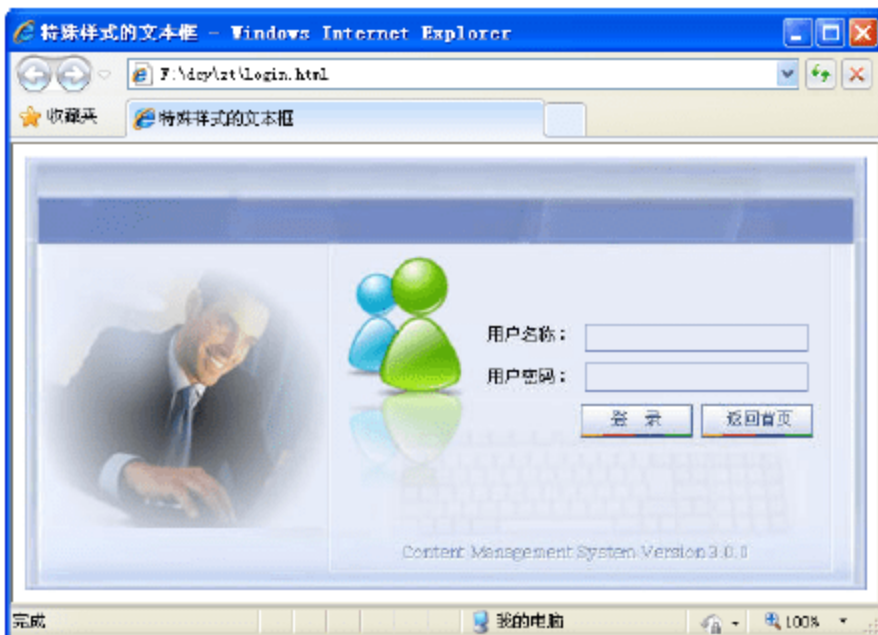 特殊样式的文本框 - Windows Internet Explorer
F:\dcy\zt\login.html
收藏夹
特殊样式的文本框
用户名称：
用户密码：
登 录
返回首页
Content Management System Version 3.0.0
完成
我的电脑
100%